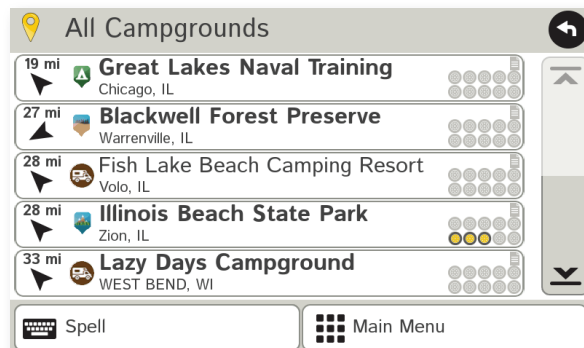 All Campgrounds
19 mi
Great Lakes Naval Training
Chicago, IL
27 mi
Blackwell Forest Preserve
Warrenville, IL
28 mi
Fish Lake Beach Camping Resort
Volo, IL
28 mi
Illinois Beach State Park
Zion, IL
33 mi
Lazy Days Campground
WEST BEND, WI
Spell
Main Menu